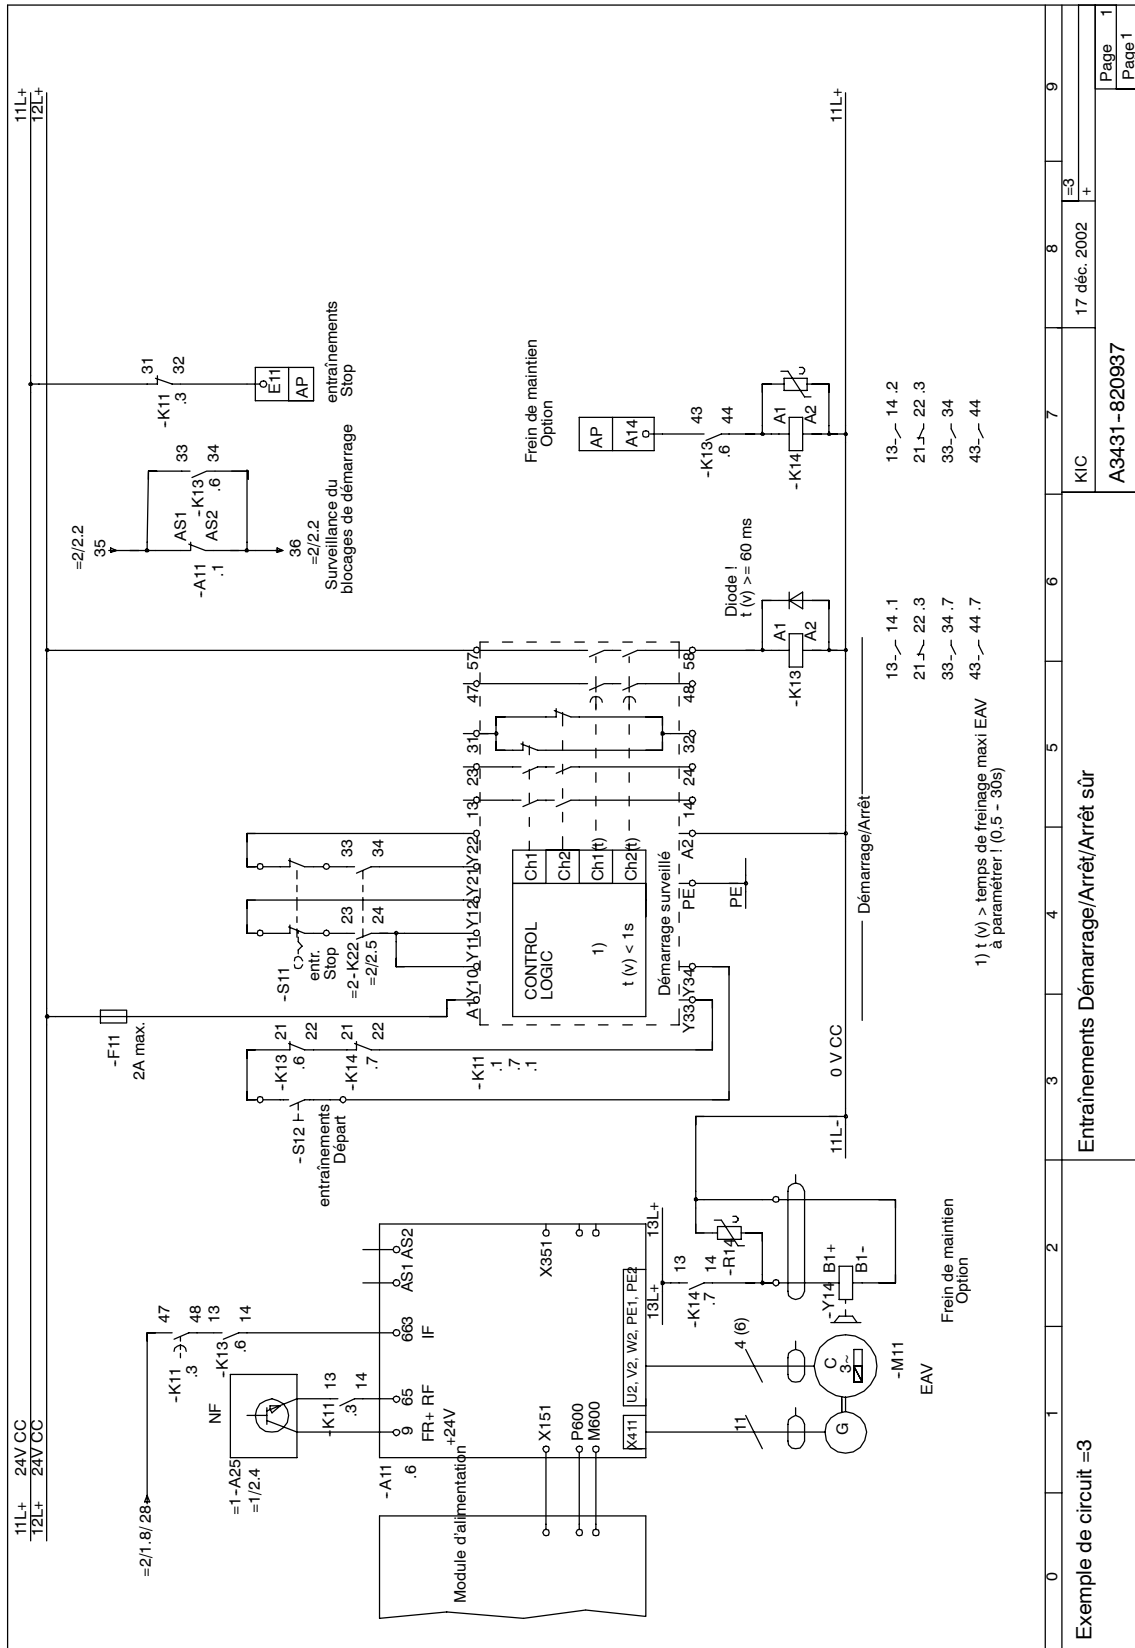 11L+ 24V CC
12L+ 24V CC
11L+
12L+
=2/1.8/ 28
=1-A25
=1/2.4
NF
-K11
.3
47
48
-K13
.6
13
14
-K11
.3
13
14
-F11
2A max.
-S12
entraînements
Départ
-K13
.6
21
22
-K14
.7
21
22
-S11
entr.
Stop
=2-K22
=2/2.5
23
24
33
34
=2/2.2
35
-A11
.1
AS1
AS2
-K13
.6
33
34
36
=2/2.2
Surveillance du
blocages de démarrage
-K11
.3
31
32
E11
AP
entraînements
Stop
-A11
.6
Module d'alimentation
9
65
663
AS1
AS2
FR+
RF
IF
+24V
X151
P600
M600
X351
X411
U2, V2, W2, PE1, PE2
-K11
.1
.7
.1
A1
Y10
Y11
Y12
Y21
Y22
13
23
31
47
57
CONTROL
LOGIC
1)
t (v) < 1s
Ch1
Ch2
Ch1(t)
Ch2(t)
Démarrage surveillé
Y33
Y34
PE
A2
14
24
32
48
58
PE
Frein de maintien
Option
AP
A14
-K13
.6
43
44
-K14
A1
A2
Diode !
t (v) >= 60 ms
-K13
A1
A2
13L+
13L+
-K14
.7
13
14
-R14
11L-
0 V CC
11L+
11
4 (6)
G
C
3~
-M11
EAV
-Y14
B1+
B1-
Frein de maintien
Option
Démarrage/Arrêt
13 14 .1
21 22 .3
33 34 .7
43 44 .7
13 14 .2
21 22 .3
33 34
43 44
1) t (v) > temps de freinage maxi EAV
à paramétrer ! (0,5 - 30s)
0 1 2 3 4 5 6 7 8 9
Exemple de circuit =3
Entraînements Démarrage/Arrêt/Arrêt sûr
KIC
17 déc. 2002
=3
+
A3431-820937
Page 1
Page 1